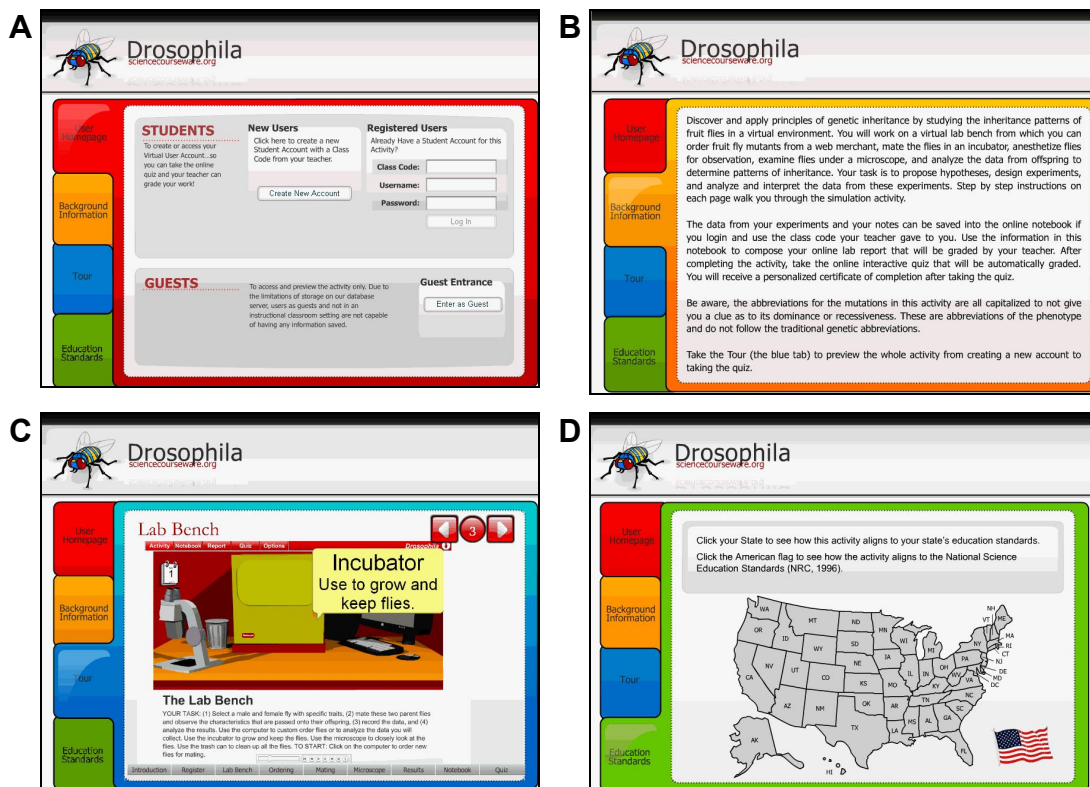 A
Drosophila
sciencecourseware.org
User
Homepage
Background
Information
Tour
Education
Standards
STUDENTS
To create or access your
Virtual User Account...so
you can take the online
quiz and your teacher can
grade your work!
New Users
Click here to create a new
Student Account with a Class
Code from your teacher.
Create New Account
Registered Users
Already Have a Student Account for this
Activity?
Class Code:
Username:
Password:
Log In
GUESTS
To access and preview the activity only. Due to
the limitations of storage on our database
server, users as guests and not in an
instructional classroom setting are not capable
of having any information saved.
Guest Entrance
Enter as Guest
B
Drosophila
sciencecourseware.org
User
Homepage
Background
Information
Tour
Education
Standards
Discover and apply principles of genetic inheritance by studying the inheritance patterns of
fruit flies in a virtual environment. You will work on a virtual lab bench from which you can
order fruit fly mutants from a web merchant, mate the flies in an incubator, anesthetize flies
for observation, examine flies under a microscope, and analyze the data from offspring to
determine patterns of inheritance. Your task is to propose hypotheses, design experiments,
and analyze and interpret the data from these experiments. Step by step instructions on
each page walk you through the simulation activity.
The data from your experiments and your notes can be saved into the online notebook if
you login and use the class code your teacher gave to you. Use the information in this
notebook to compose your online lab report that will be graded by your teacher. After
completing the activity, take the online interactive quiz that will be automatically graded.
You will receive a personalized certificate of completion after taking the quiz.
Be aware, the abbreviations for the mutations in this activity are all capitalized to not give
you a clue as to its dominance or recessiveness. These are abbreviations of the phenotype
and do not follow the traditional genetic abbreviations.
Take the Tour (the blue tab) to preview the whole activity from creating a new account to
taking the quiz.
C
Drosophila
sciencecourseware.org
User
Homepage
Background
Information
Tour
Education
Standards
Lab Bench
3
Activity Notebook Report Quiz Options
Drosophila
1
Incubator
Use to grow and
keep flies.
The Lab Bench
YOUR TASK: (1) Select a male and female fly with specific traits, (2) mate these two parent flies
and observe the characteristics that are passed onto their offspring, (3) record the data, and (4)
analyze the results. Use the computer to custom order flies or to analyze the data you will
collect. Use the incubator to grow and keep the flies. Use the microscope to closely look at the
flies. Use the trash can to clean up all the flies. TO START: Click on the computer to order new
flies for mating.
Introduction Register Lab Bench Ordering Mating Microscope Results Notebook Quiz
D
Drosophila
sciencecourseware.org
User
Homepage
Background
Information
Tour
Education
Standards
Click your State to see how this activity aligns to your state's education standards.
Click the American flag to see how the activity aligns to the National Science
Education Standards (NRC, 1996).
WA
MT
ND
MN
NH
VT
ME
OR
ID
WY
SD
WI
MI
NY
MA
RI
CT
NJ
NV
UT
CO
NE
IA
IL
IN
OH
PA
DE
MD
DC
CA
KS
MO
KY
WV
VA
NC
AZ
NM
OK
AR
TN
SC
TX
LA
MS
AL
GA
FL
AK
HI